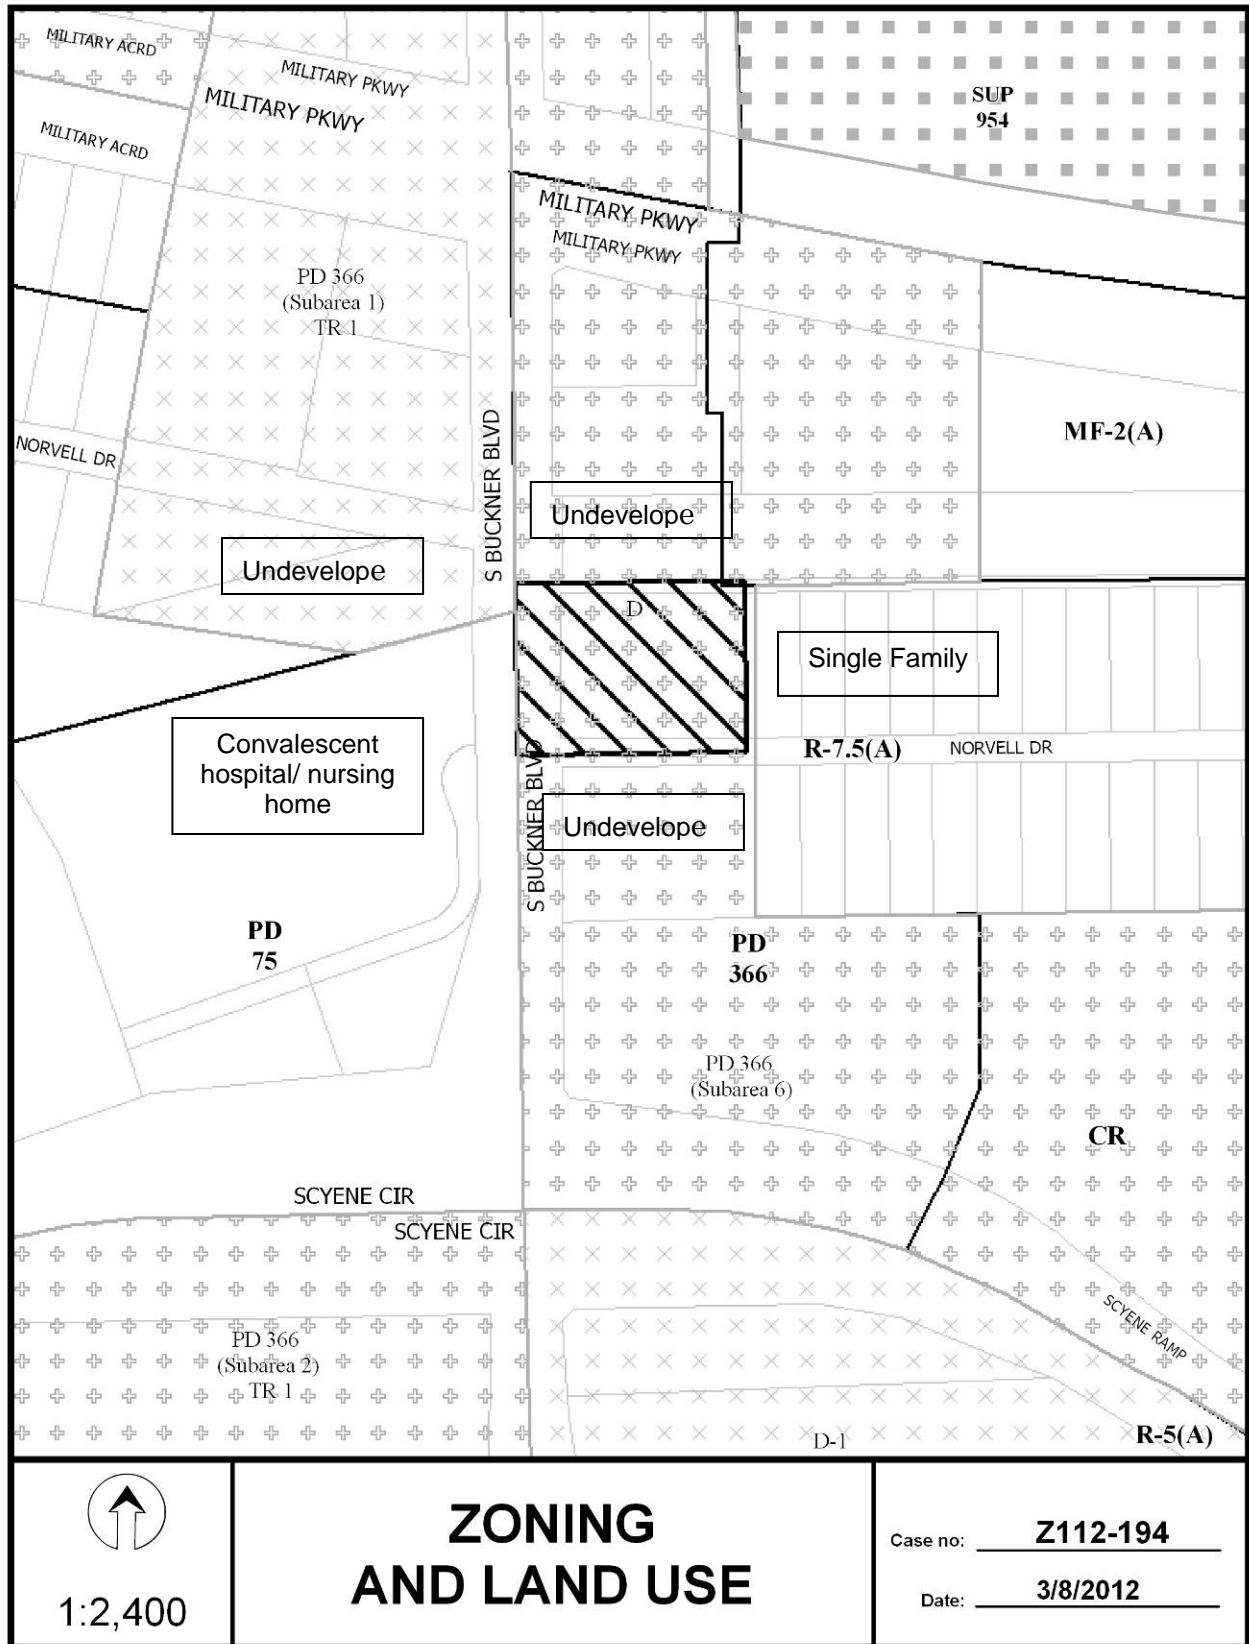 MILITARY ACRD
MILITARY PKWY
MILITARY PKWY
MILITARY ACRD
SUP
954
MILITARY PKWY
MILITARY PKWY
PD 366
(Subarea 1)
TR 1
S BUCKNER BLVD
MF-2(A)
NORVELL DR
Undevelope
Undevelope
D
Single Family
Convalescent
hospital/ nursing
home
R-7.5(A)
NORVELL DR
S BUCKNER BLVD
Undevelope
PD
75
PD
366
PD 366
(Subarea 6)
CR
SCYENE CIR
SCYENE CIR
SCYENE RAMP
PD 366
(Subarea 2)
TR 1
D-1
R-5(A)
1:2,400
ZONING
AND LAND USE
Case no: Z112-194
Date: 3/8/2012